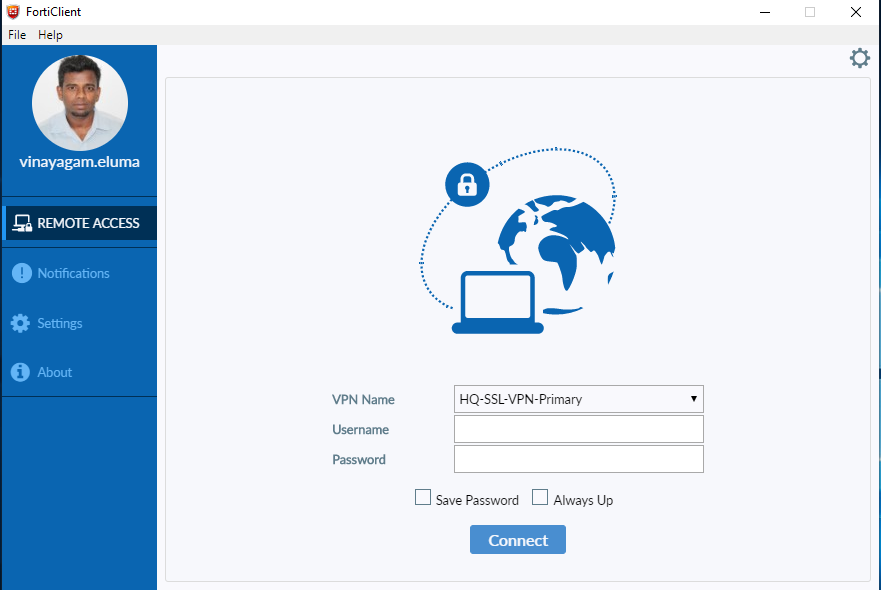 FortiClient
File Help
vinayagam.eluma
REMOTE ACCESS
Notifications
Settings
About
VPN Name HQ-SSL-VPN-Primary
Username
Password
Save Password Always Up
Connect